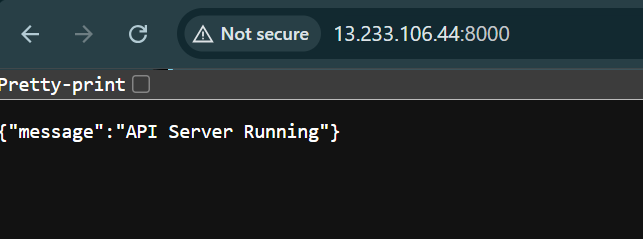 Not secure 13.233.106.44:8000
Pretty-print
{"message":"API Server Running"}